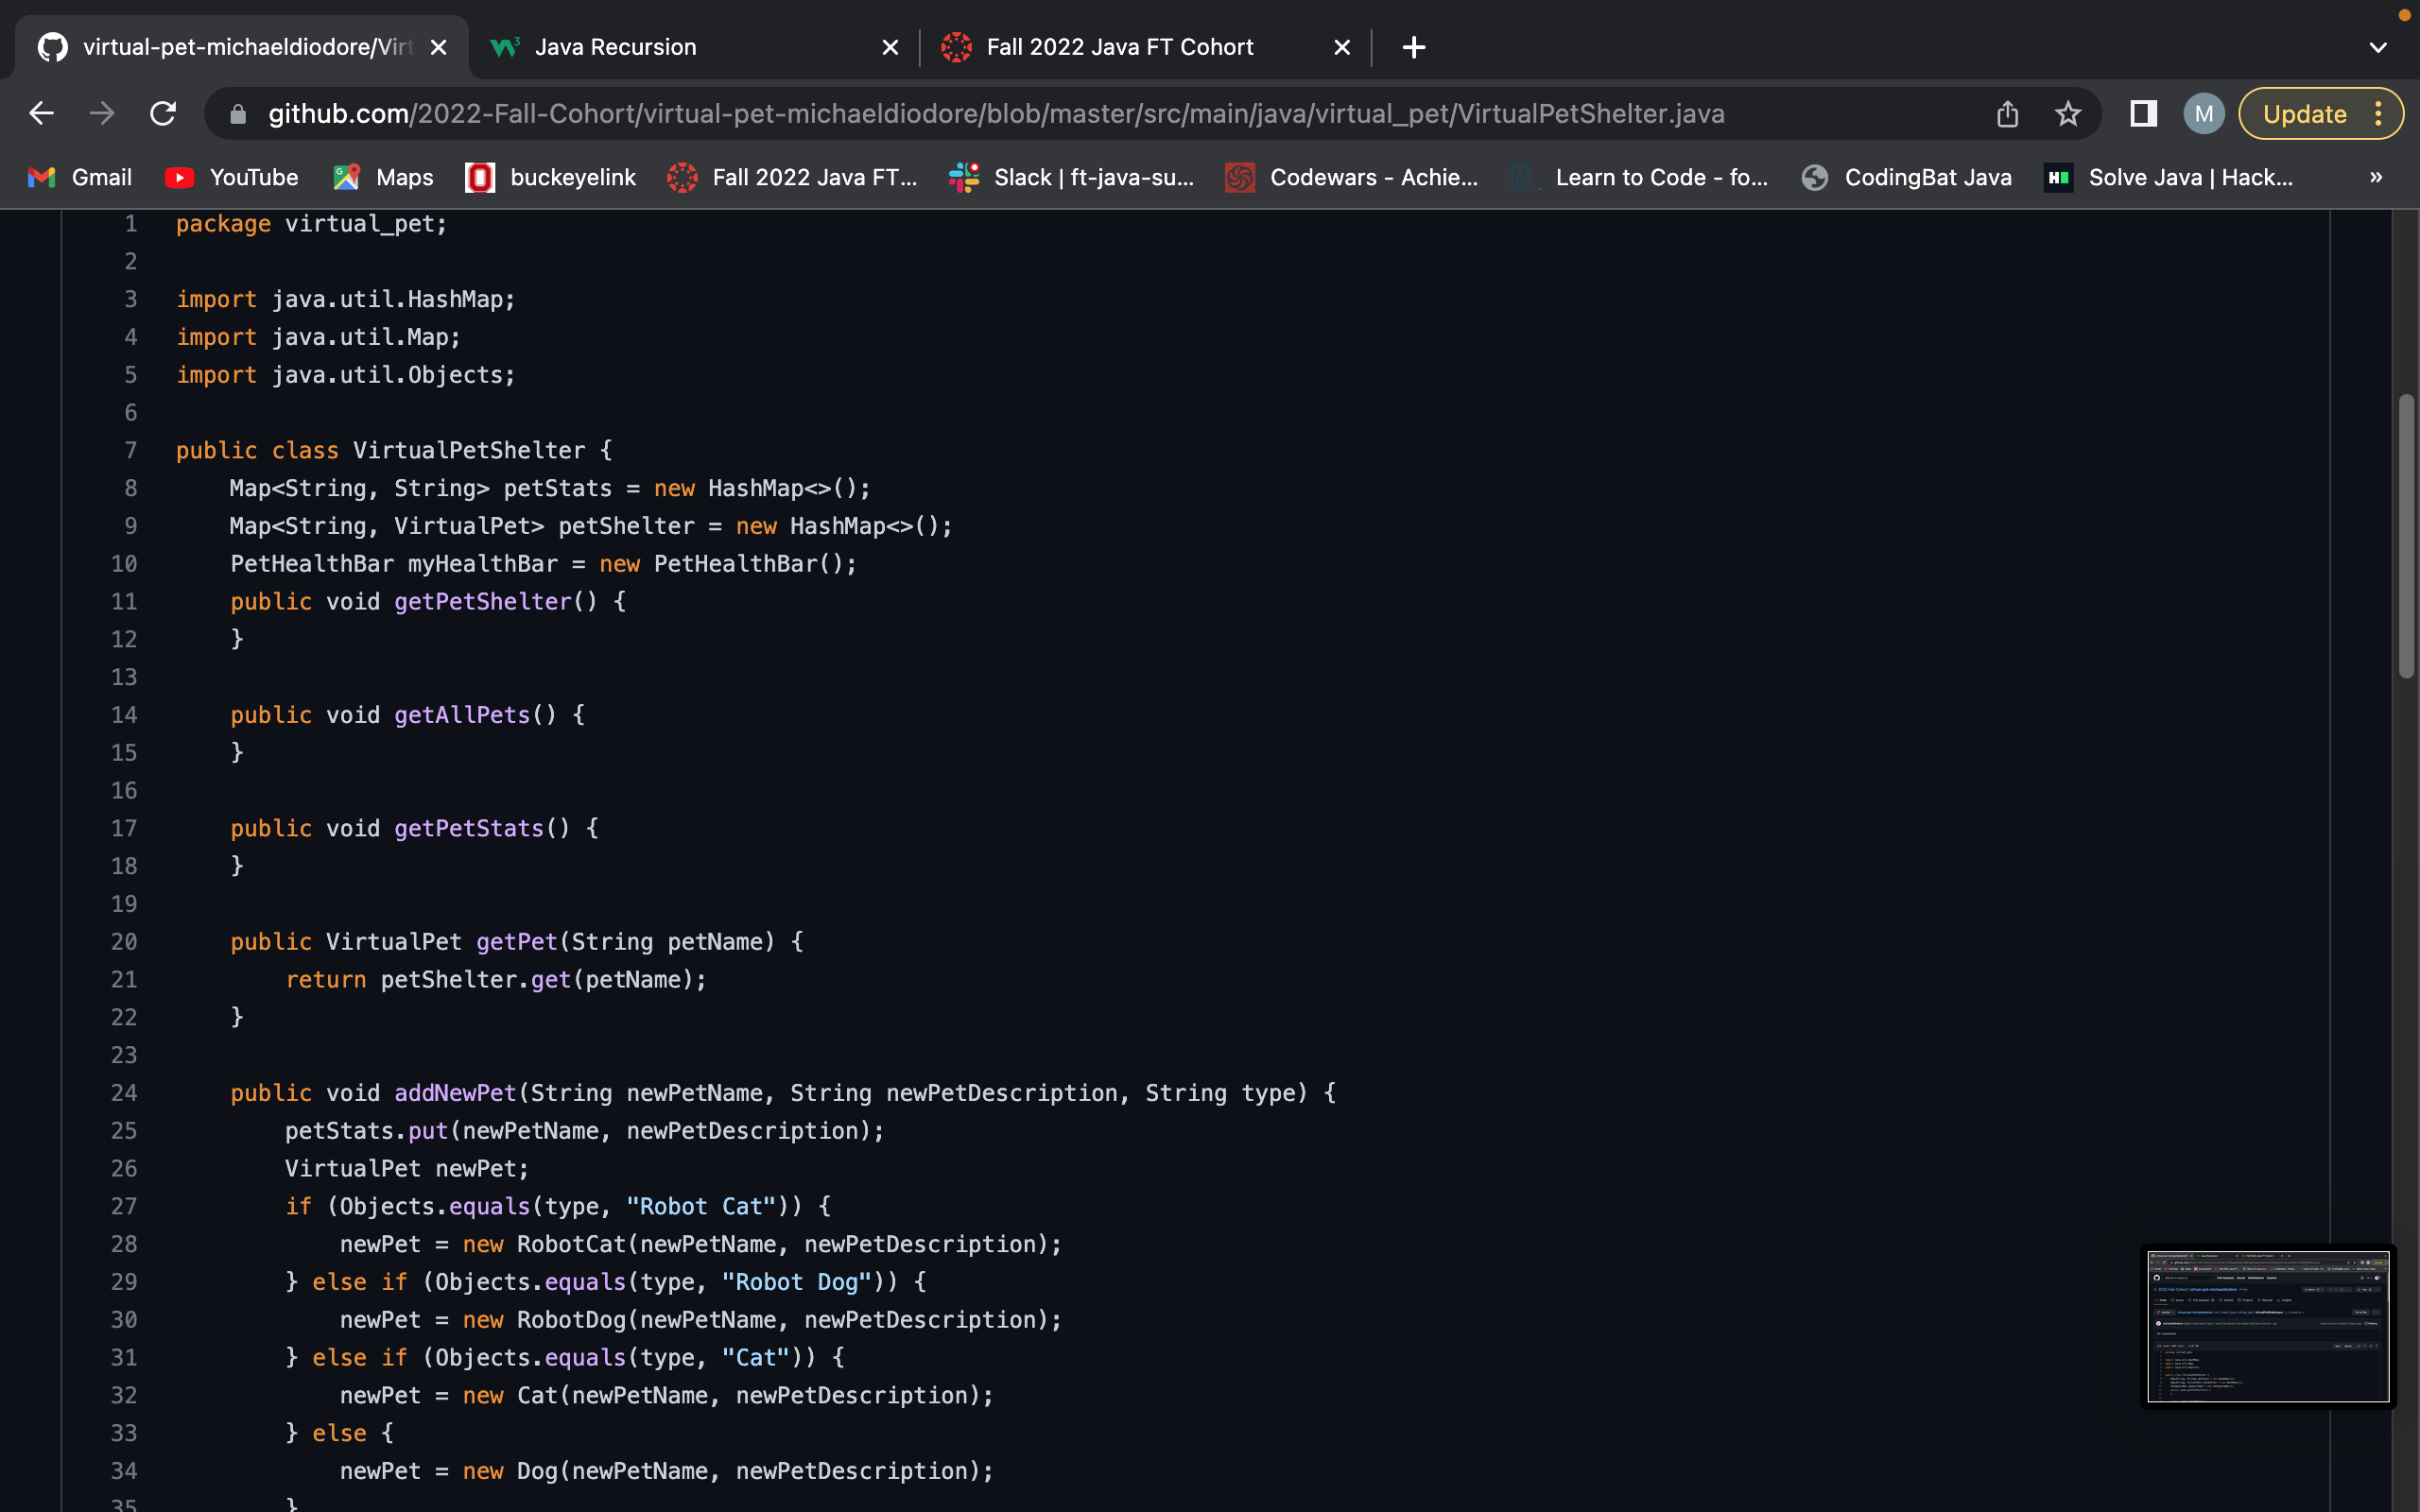 virtual-pet-michaeldiodore/Virt
Java Recursion
Fall 2022 Java FT Cohort
github.com/2022-Fall-Cohort/virtual-pet-michaeldiodore/blob/master/src/main/java/virtual_pet/VirtualPetShelter.java
M
Update
Gmail
YouTube
Maps
buckeyelink
Fall 2022 Java FT...
Slack | ft-java-su...
Codewars - Achie...
Learn to Code - fo...
CodingBat Java
Solve Java | Hack...
»
1 package virtual_pet;
2
3 import java.util.HashMap;
4 import java.util.Map;
5 import java.util.Objects;
6
7 public class VirtualPetShelter {
8     Map<String, String> petStats = new HashMap<>();
9     Map<String, VirtualPet> petShelter = new HashMap<>();
10     PetHealthBar myHealthBar = new PetHealthBar();
11     public void getPetShelter() {
12     }
13
14     public void getAllPets() {
15     }
16
17     public void getPetStats() {
18     }
19
20     public VirtualPet getPet(String petName) {
21         return petShelter.get(petName);
22     }
23
24     public void addNewPet(String newPetName, String newPetDescription, String type) {
25         petStats.put(newPetName, newPetDescription);
26         VirtualPet newPet;
27         if (Objects.equals(type, "Robot Cat")) {
28             newPet = new RobotCat(newPetName, newPetDescription);
29         } else if (Objects.equals(type, "Robot Dog")) {
30             newPet = new RobotDog(newPetName, newPetDescription);
31         } else if (Objects.equals(type, "Cat")) {
32             newPet = new Cat(newPetName, newPetDescription);
33         } else {
34             newPet = new Dog(newPetName, newPetDescription);
35         }